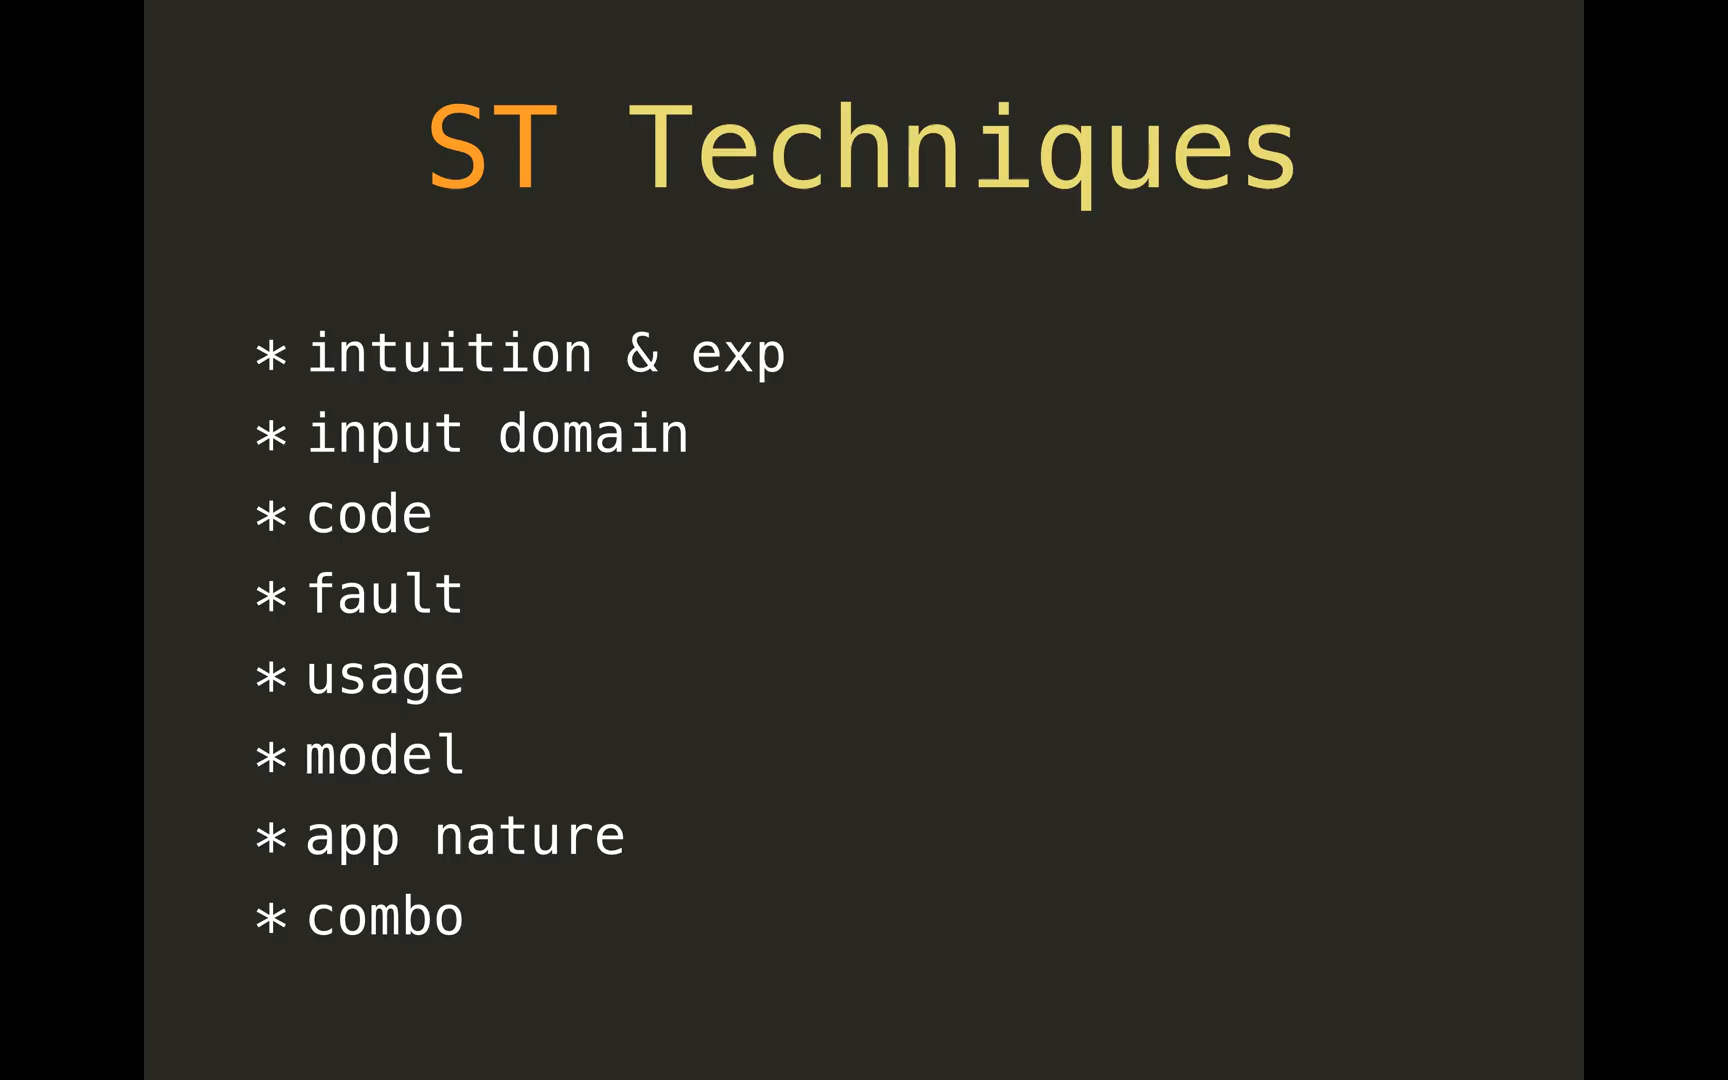 ST Techniques
* intuition & exp
* input domain
* code
* fault
* usage
* model
* app nature
* combo